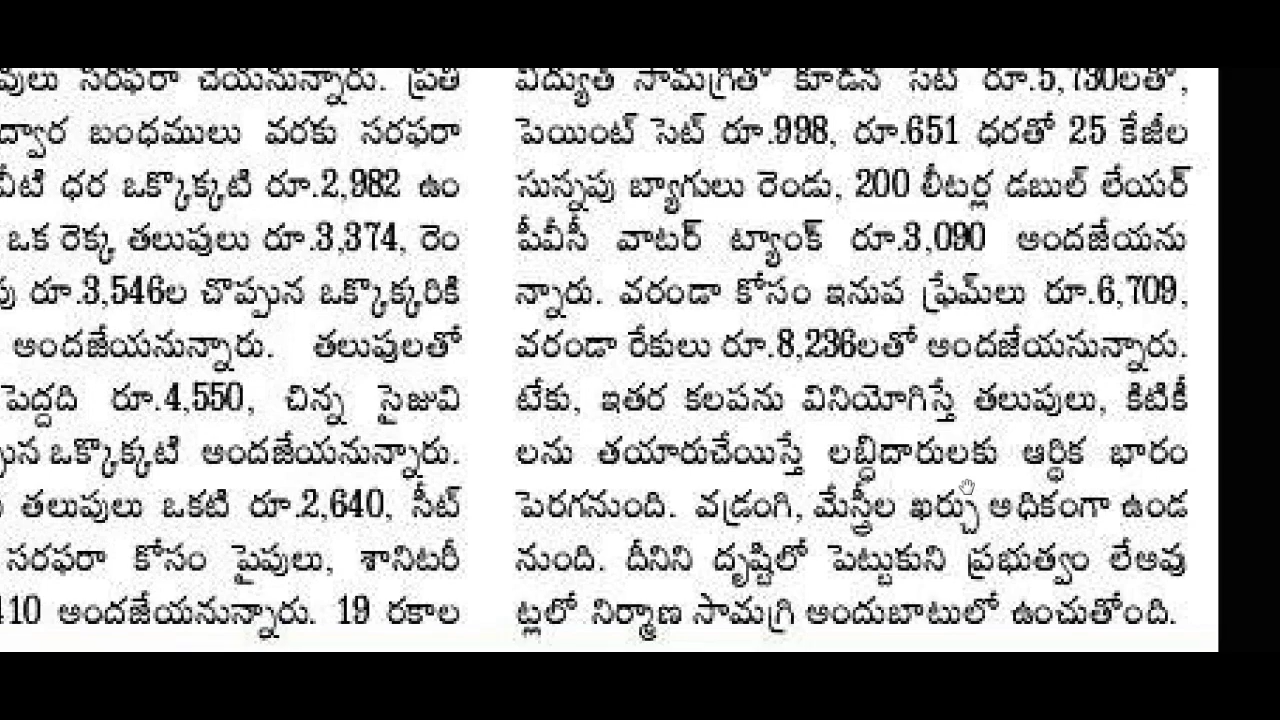 సరఫరా చేయనున్నారు. ప్రతి
ద్వార బంధములు వరకు సరఫరా
వీటి ధర ఒక్కొక్కటి రూ.2,982 ఉం
ఒక రెక్క తలుపులు రూ.3,374, రెం
రూ.3,546ల చొప్పున ఒక్కొక్కరికి
అందజేయనున్నారు. తలుపులతో
పెద్దది రూ.4,550, చిన్న సైజువి
ఒక్కొక్కటి అందజేయనున్నారు.
తలుపులు ఒకటి రూ.2,640, సీట్
సరఫరా కోసం పైపులు, శానిటరీ
అందజేయనున్నారు. 19 రకాల
విద్యుత్ సామగ్రితో కూడిన సెట్ రూ.5,730లతో,
పెయింట్ సెట్ రూ.998, రూ.651 ధరతో 25 కేజీల
సున్నపు బ్యాగులు రెండు, 200 లీటర్ల డబుల్ లేయర్
పీవీసీ వాటర్ ట్యాంక్ రూ.3,090 అందజేయను
న్నారు. వరండా కోసం ఇనుప ఫ్రేమ్‌లు రూ.6,709,
వరండా రేకులు రూ.8,236లతో అందజేయనున్నారు.
టేకు, ఇతర కలపను వినియోగిస్తే తలుపులు, కిటికీ
లను తయారుచేయిస్తే లబ్ధిదారులకు ఆర్థిక భారం
పెరగనుంది. వడ్రంగి, మేస్త్రీల ఖర్చు అధికంగా ఉండ
నుంది. దీనిని దృష్టిలో పెట్టుకుని ప్రభుత్వం లేఅవు
ట్లలో నిర్మాణ సామగ్రి అందుబాటులో ఉంచుతోంది.